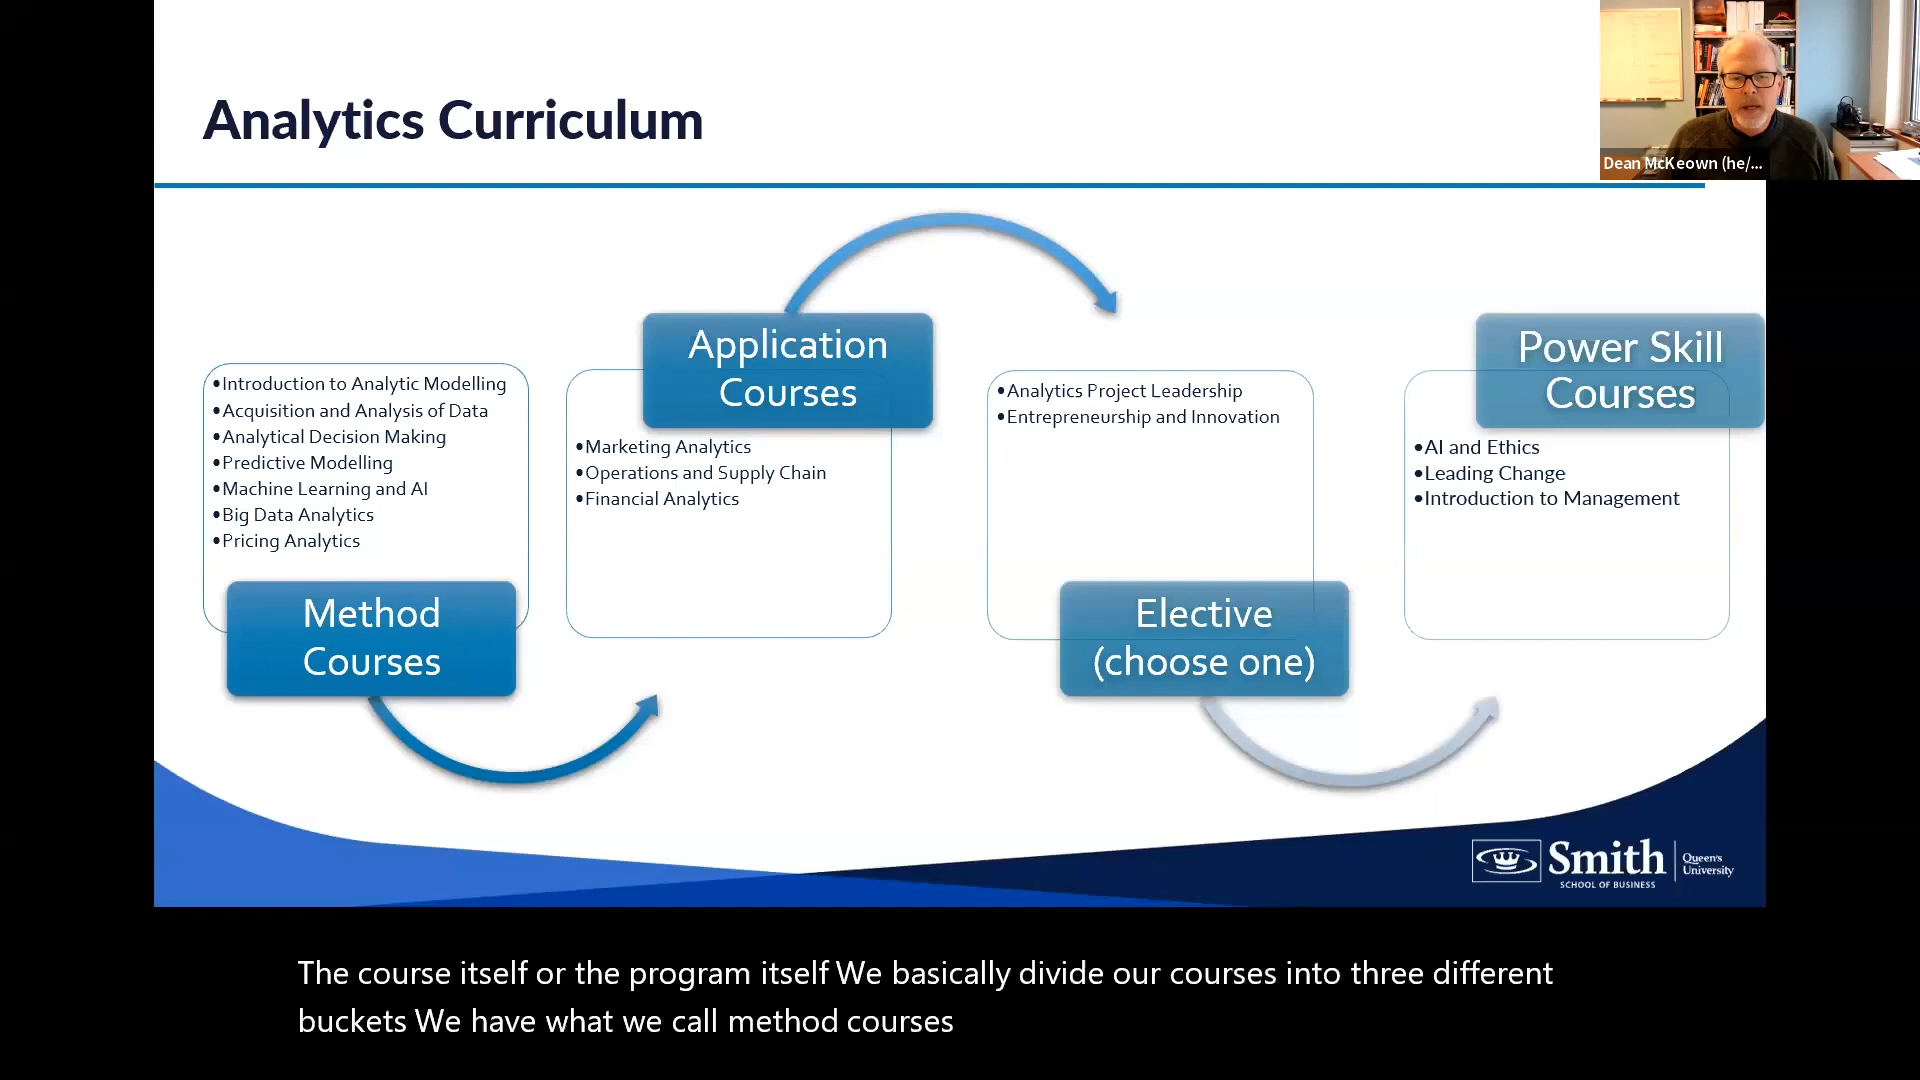 Analytics Curriculum
Dean McKeown (he/...
•Introduction to Analytic Modelling
•Acquisition and Analysis of Data
•Analytical Decision Making
•Predictive Modelling
•Machine Learning and AI
•Big Data Analytics
•Pricing Analytics
Method
Courses
Application
Courses
•Marketing Analytics
•Operations and Supply Chain
•Financial Analytics
•Analytics Project Leadership
•Entrepreneurship and Innovation
Elective
(choose one)
Power Skill
Courses
•AI and Ethics
•Leading Change
•Introduction to Management
Smith
SCHOOL OF BUSINESS
Queen's
University
The course itself or the program itself We basically divide our courses into three different
buckets We have what we call method courses